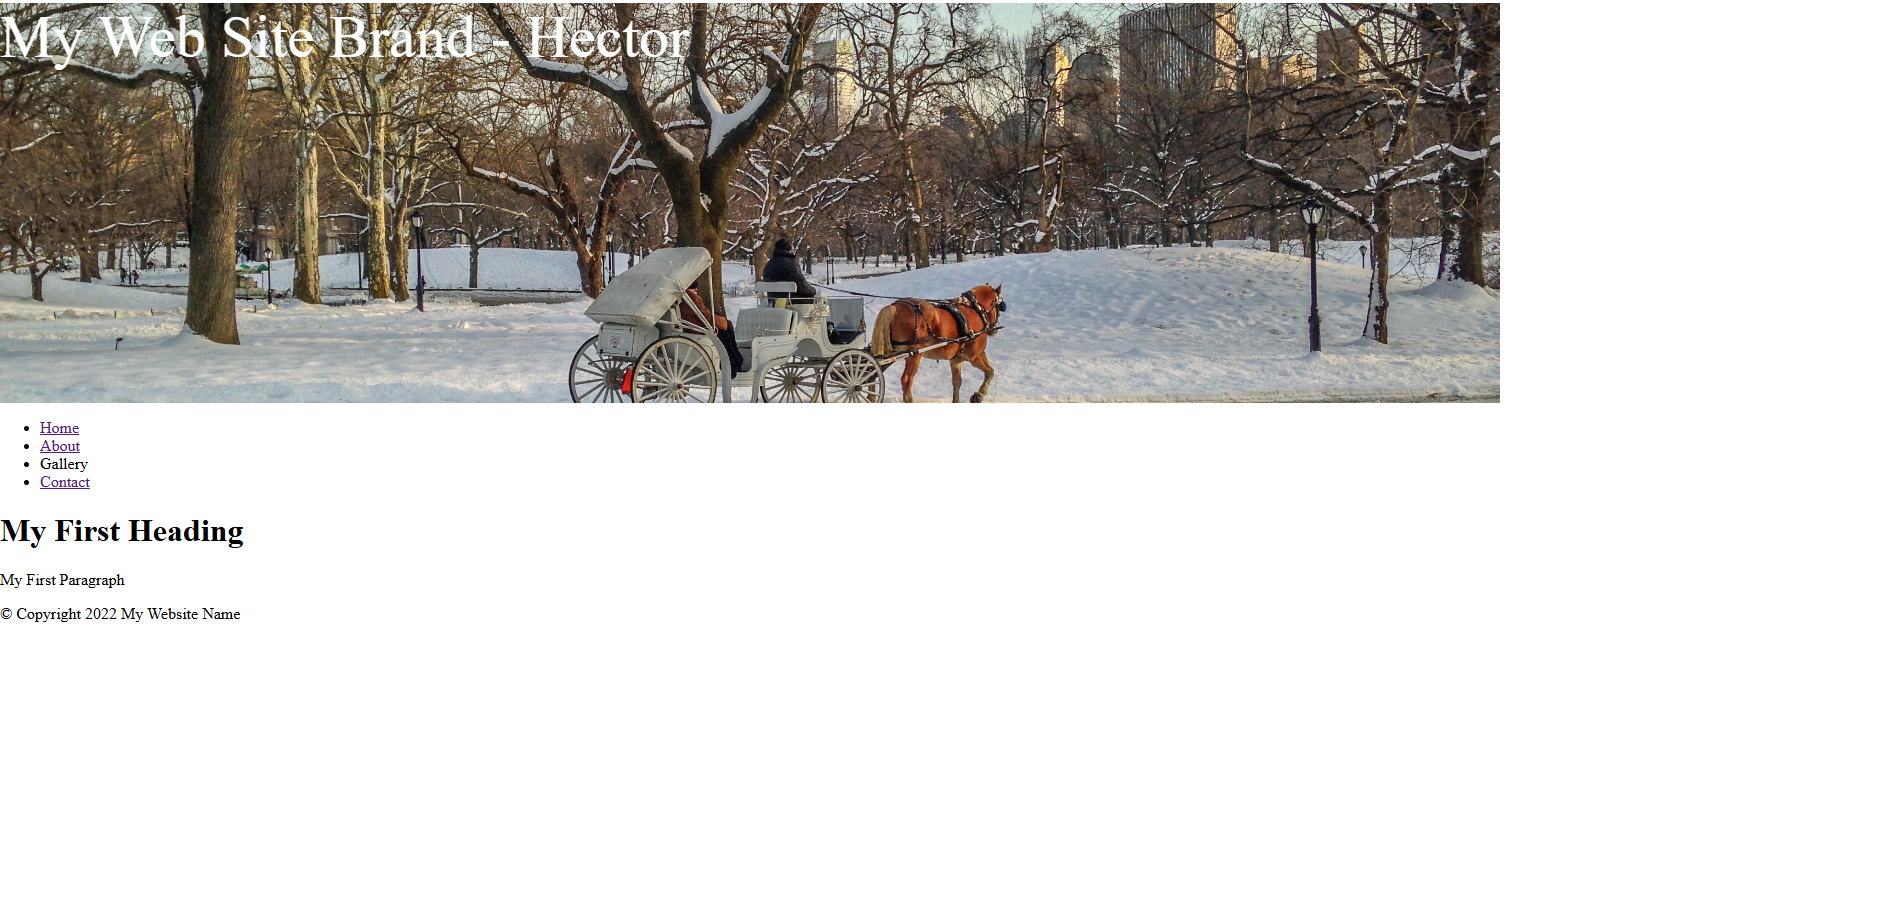 My Web Site Brand - Hector
Home
About
Gallery
Contact
My First Heading
My First Paragraph
© Copyright 2022 My Website Name